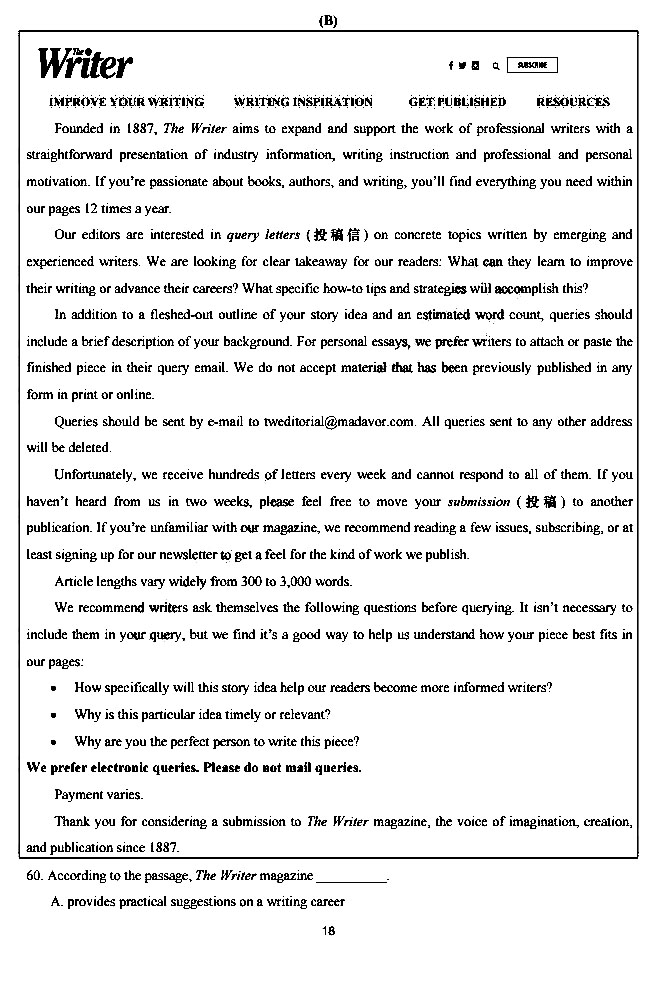 (B)
The Writer
SUBSCRIBE
IMPROVE YOUR WRITING WRITING INSPIRATION GET PUBLISHED RESOURCES
Founded in 1887, The Writer aims to expand and support the work of professional writers with a
straightforward presentation of industry information, writing instruction and professional and personal
motivation. If you're passionate about books, authors, and writing, you'll find everything you need within
our pages 12 times a year.
Our editors are interested in query letters (投稿信) on concrete topics written by emerging and
experienced writers. We are looking for clear takeaway for our readers: What can they learn to improve
their writing or advance their careers? What specific how-to tips and strategies will accomplish this?
In addition to a fleshed-out outline of your story idea and an estimated word count, queries should
include a brief description of your background. For personal essays, we prefer writers to attach or paste the
finished piece in their query email. We do not accept material that has been previously published in any
form in print or online.
Queries should be sent by e-mail to tweditorial@madavor.com. All queries sent to any other address
will be deleted.
Unfortunately, we receive hundreds of letters every week and cannot respond to all of them. If you
haven't heard from us in two weeks, please feel free to move your submission (投稿) to another
publication. If you're unfamiliar with our magazine, we recommend reading a few issues, subscribing, or at
least signing up for our newsletter to get a feel for the kind of work we publish.
Article lengths vary widely from 300 to 3,000 words.
We recommend writers ask themselves the following questions before querying. It isn't necessary to
include them in your query, but we find it's a good way to help us understand how your piece best fits in
our pages:
• How specifically will this story idea help our readers become more informed writers?
• Why is this particular idea timely or relevant?
• Why are you the perfect person to write this piece?
We prefer electronic queries. Please do not mail queries.
Payment varies.
Thank you for considering a submission to The Writer magazine, the voice of imagination, creation,
and publication since 1887.
60. According to the passage, The Writer magazine __________.
A. provides practical suggestions on a writing career
18